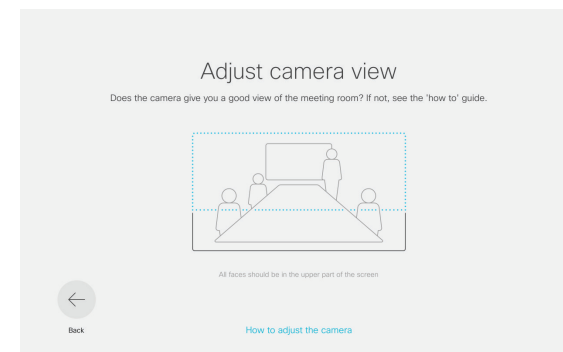 Adjust camera view
Does the camera give you a good view of the meeting room? If not, see the 'how to' guide.
All faces should be in the upper part of the screen
Back
How to adjust the camera